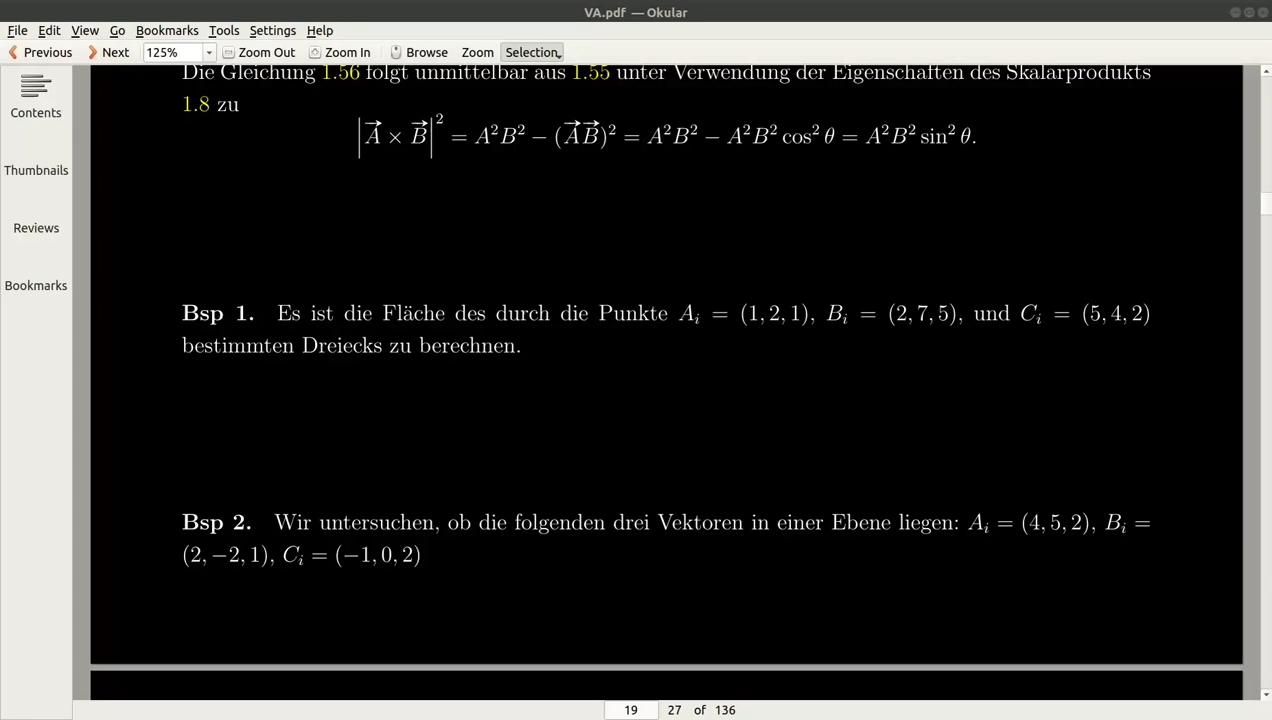 VA.pdf — Okular
File Edit View Go Bookmarks Tools Settings Help
Previous Next 125% Zoom Out Zoom In Browse Zoom Selection
Contents
Thumbnails
Reviews
Bookmarks
Die Gleichung 1.56 folgt unmittelbar aus 1.55 unter Verwendung der Eigenschaften des Skalarprodukts
1.8 zu
|A⃗ × B⃗|² = A²B² − (A⃗B⃗)² = A²B² − A²B² cos² θ = A²B² sin² θ.
Bsp 1. Es ist die Fläche des durch die Punkte Aᵢ = (1, 2, 1), Bᵢ = (2, 7, 5), und Cᵢ = (5, 4, 2)
bestimmten Dreiecks zu berechnen.
Bsp 2. Wir untersuchen, ob die folgenden drei Vektoren in einer Ebene liegen: Aᵢ = (4, 5, 2), Bᵢ =
(2, −2, 1), Cᵢ = (−1, 0, 2)
19 27 of 136